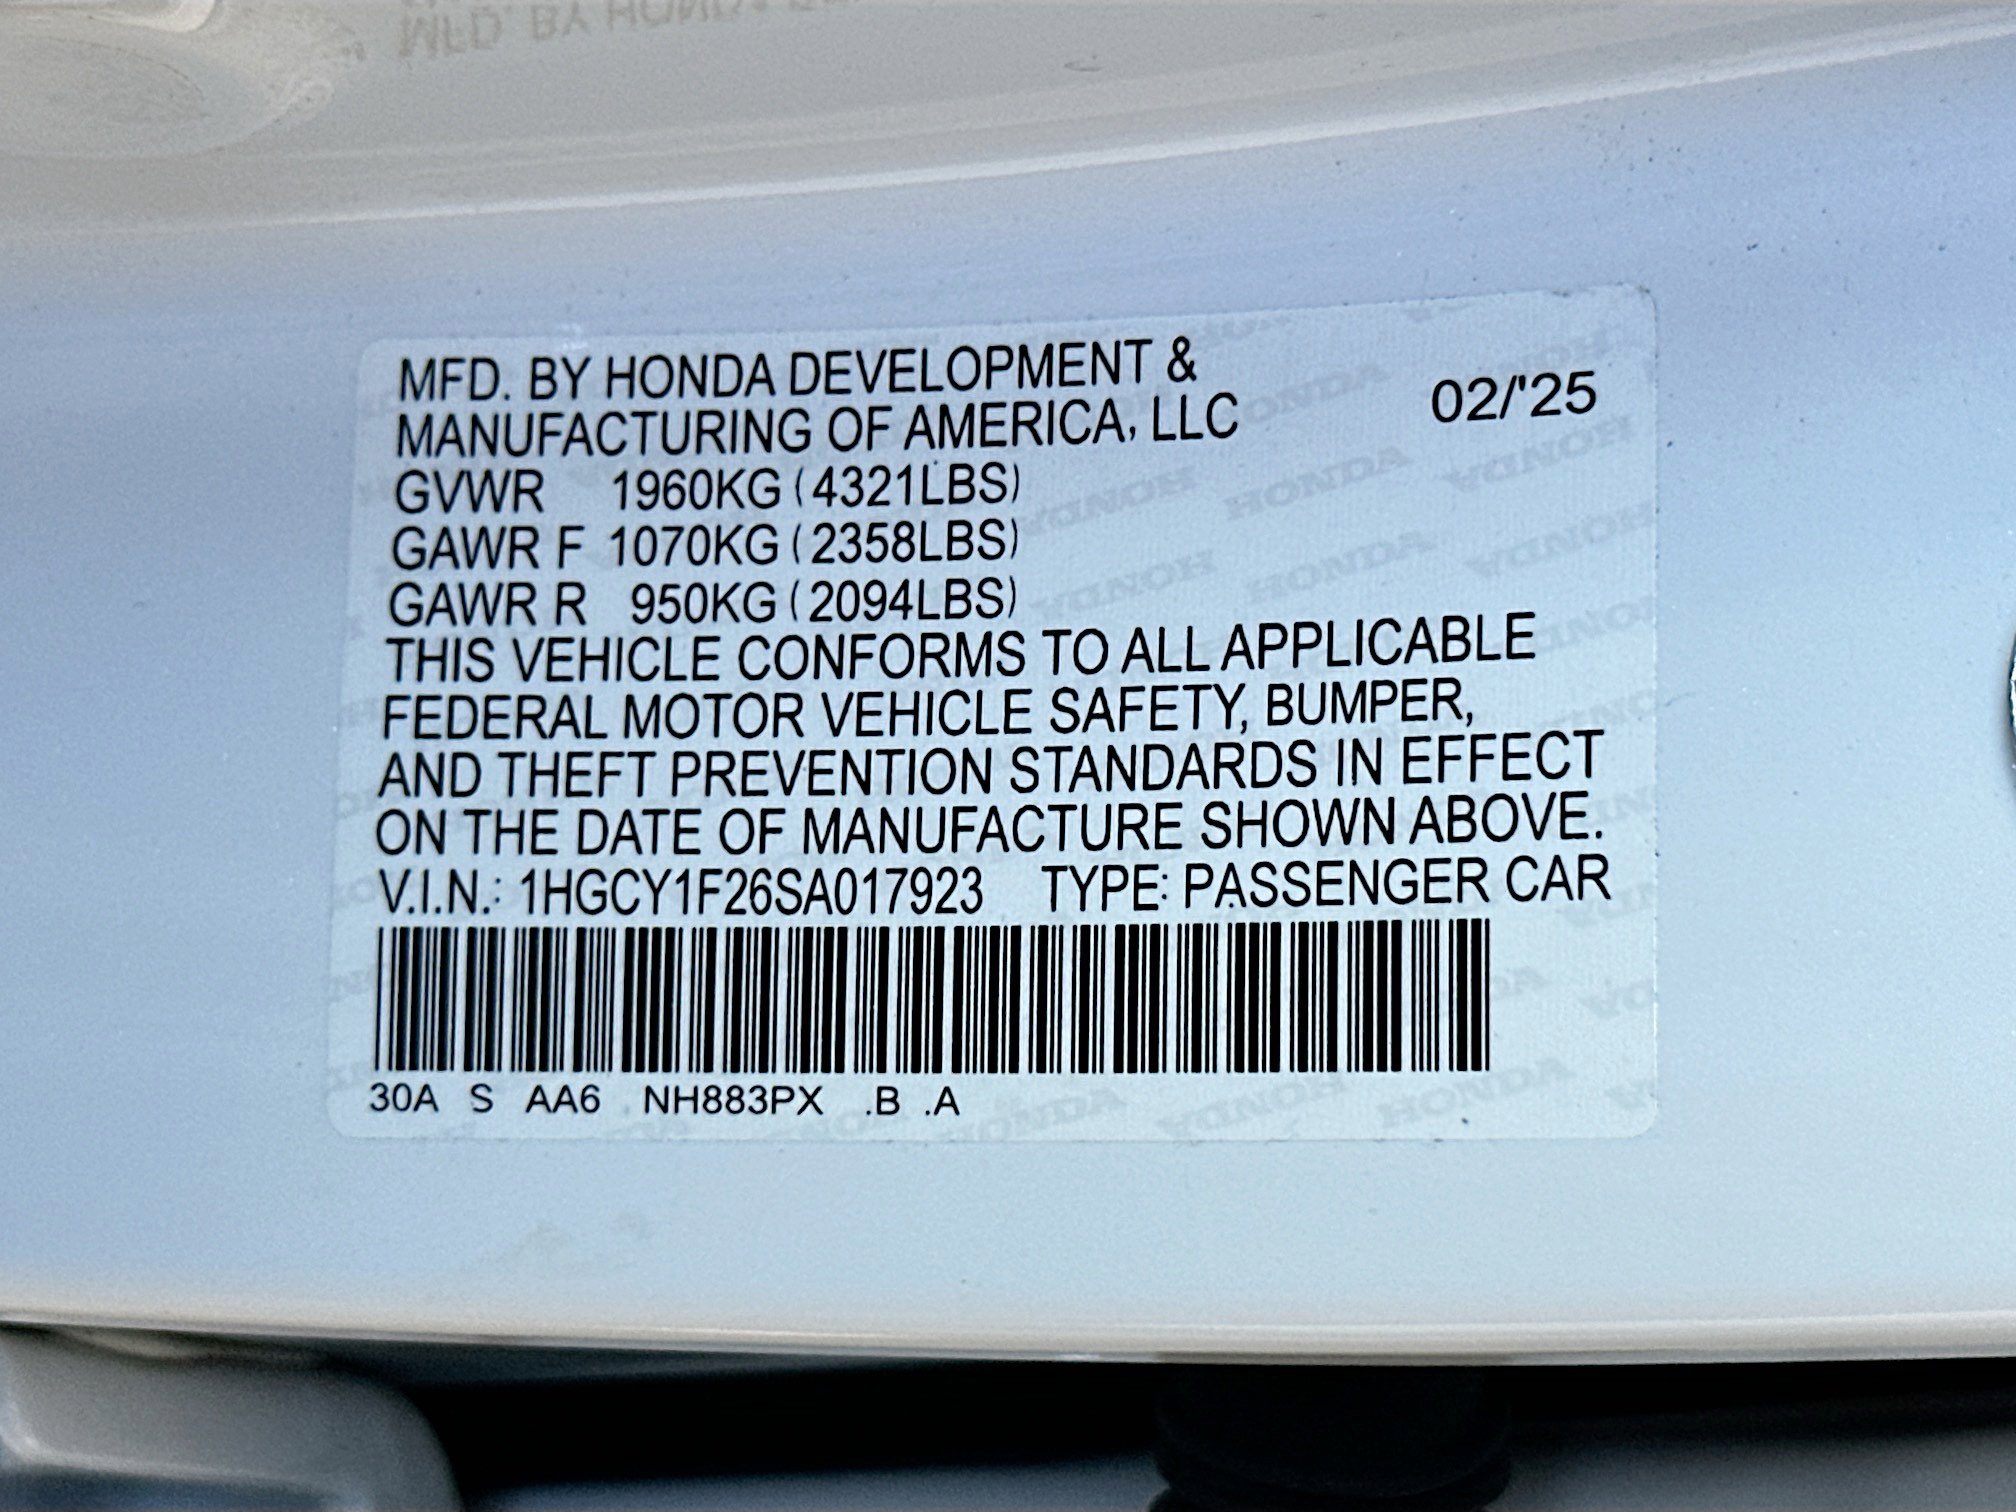 MFD. BY HONDA DEVELOPMENT &
MANUFACTURING OF AMERICA, LLC
02/'25
GVWR 1960KG (4321LBS)
GAWR F 1070KG (2358LBS)
GAWR R 950KG (2094LBS)
THIS VEHICLE CONFORMS TO ALL APPLICABLE
FEDERAL MOTOR VEHICLE SAFETY, BUMPER,
AND THEFT PREVENTION STANDARDS IN EFFECT
ON THE DATE OF MANUFACTURE SHOWN ABOVE.
V.I.N.: 1HGCY1F26SA017923 TYPE: PASSENGER CAR
30A S AA6 NH883PX .B .A